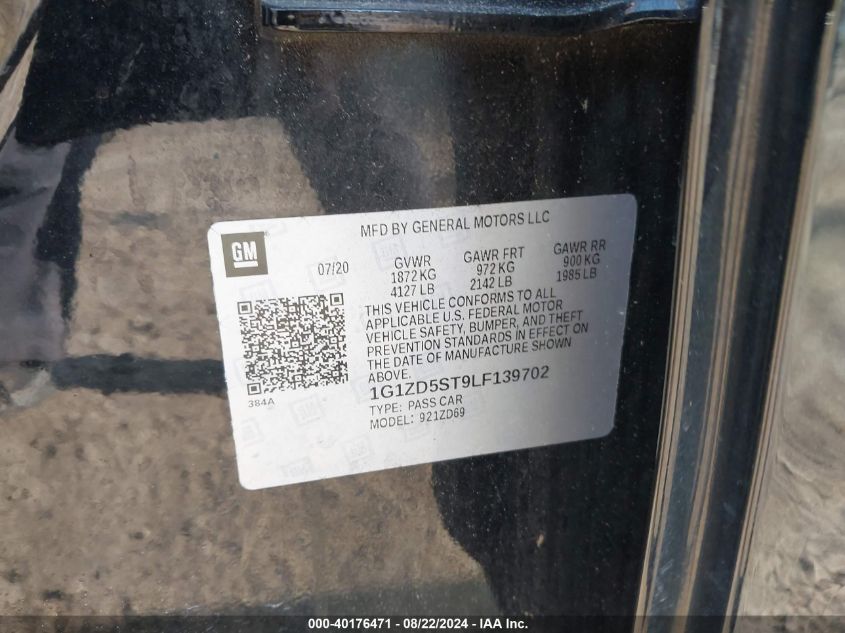 MFD BY GENERAL MOTORS LLC
GM
07/20
GVWR
1872 KG
4127 LB
GAWR FRT
972 KG
2142 LB
GAWR RR
900 KG
1985 LB
THIS VEHICLE CONFORMS TO ALL
APPLICABLE U.S. FEDERAL MOTOR
VEHICLE SAFETY, BUMPER, AND THEFT
PREVENTION STANDARDS IN EFFECT ON
THE DATE OF MANUFACTURE SHOWN
ABOVE.
384A
1G1ZD5ST9LF139702
TYPE: PASS CAR
MODEL: 921ZD69
000-40176471 - 08/22/2024 - IAAI.COM